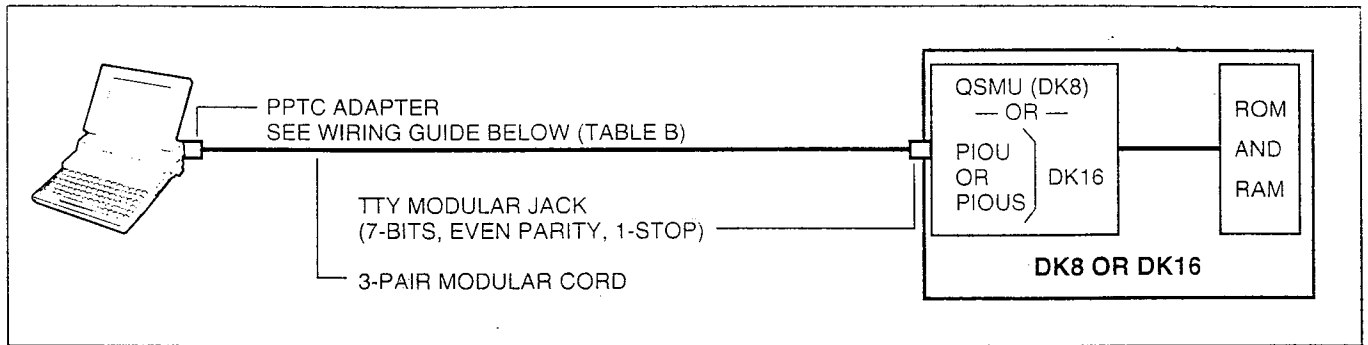 PPTC ADAPTER
SEE WIRING GUIDE BELOW (TABLE B)
TTY MODULAR JACK
(7-BITS, EVEN PARITY, 1-STOP)
3-PAIR MODULAR CORD
QSMU (DK8)
— OR —
PIOU
OR
PIOUS
DK16
ROM
AND
RAM
DK8 OR DK16